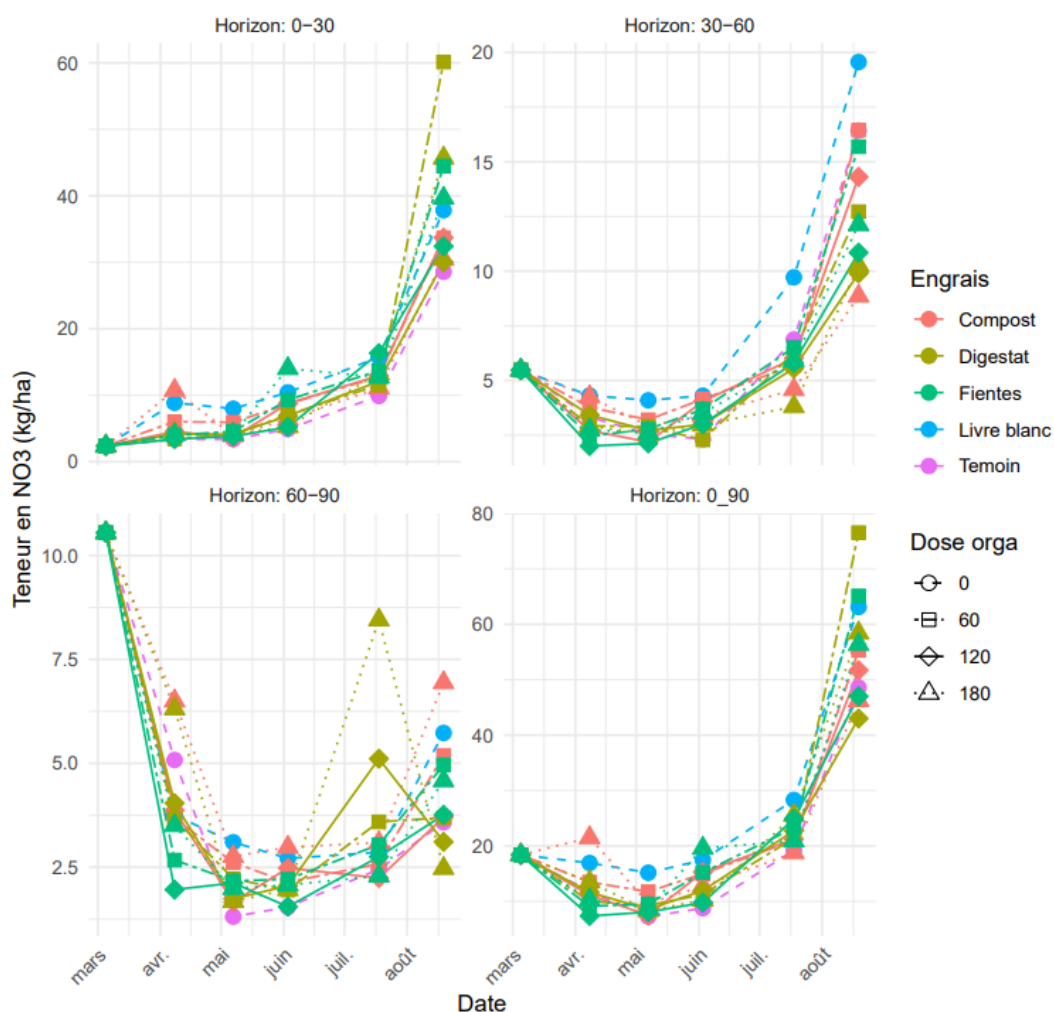 Horizon: 0−30
Horizon: 30−60
60
40
20
0
20
15
10
5
Horizon: 60−90
Horizon: 0_90
10.0
7.5
5.0
2.5
80
60
40
20
mars
avr.
mai
juin
juil.
août
mars
avr.
mai
juin
juil.
août
Date
Teneur en NO3 (kg/ha)
Engrais
Compost
Digestat
Fientes
Livre blanc
Temoin
Dose orga
0
60
120
180